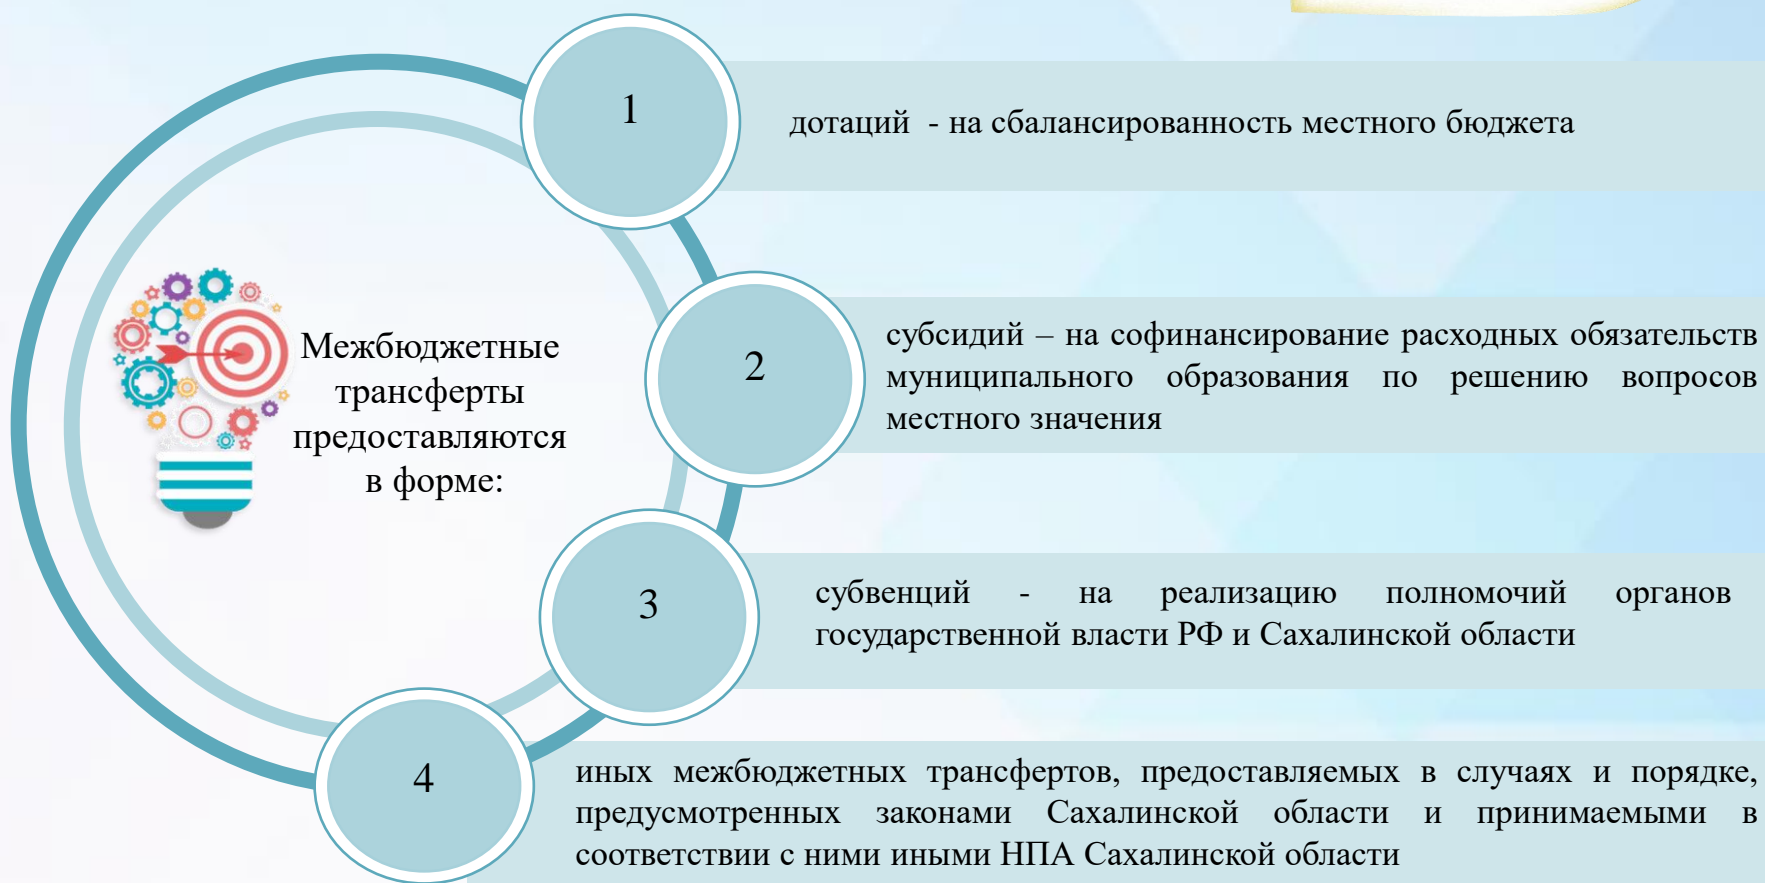 Межбюджетные
трансферты
предоставляются
в форме:
1
дотаций - на сбалансированность местного бюджета
2
субсидий – на софинансирование расходных обязательств
муниципального образования по решению вопросов
местного значения
3
субвенций - на реализацию полномочий органов
государственной власти РФ и Сахалинской области
4
иных межбюджетных трансфертов, предоставляемых в случаях и порядке,
предусмотренных законами Сахалинской области и принимаемыми в
соответствии с ними иными НПА Сахалинской области